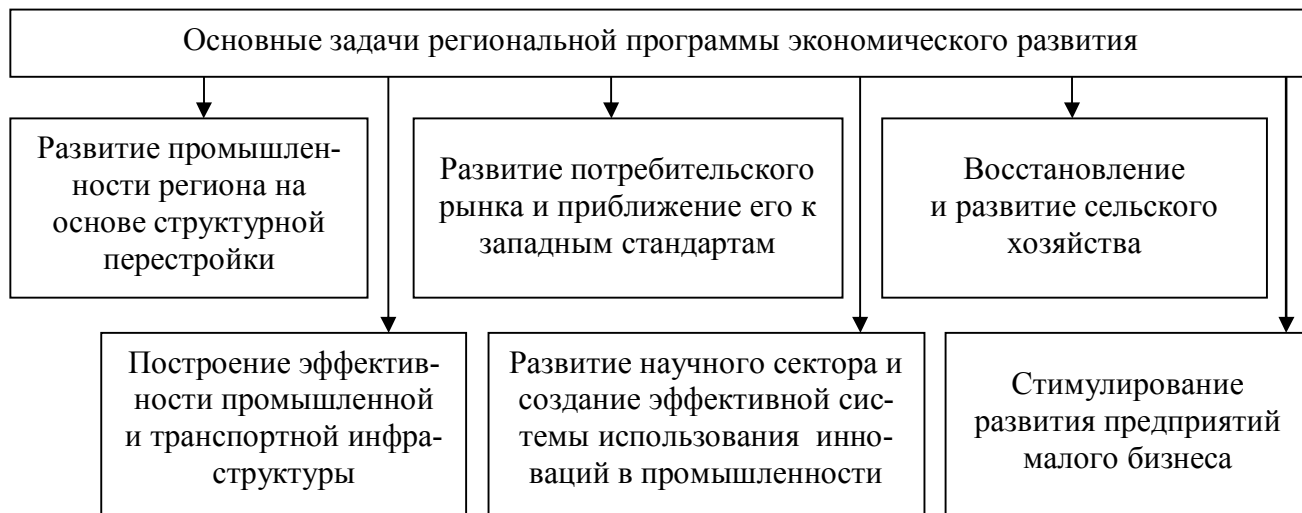 Основные задачи региональной программы экономического развития
Развитие промышлен-
ности региона на
основе структурной
перестройки
Развитие потребительского
рынка и приближение его к
западным стандартам
Восстановление
и развитие сельского
хозяйства
Построение эффектив-
ности промышленной
и транспортной инфра-
структуры
Развитие научного сектора и
создание эффективной сис-
темы использования инно-
ваций в промышленности
Стимулирование
развития предприятий
малого бизнеса